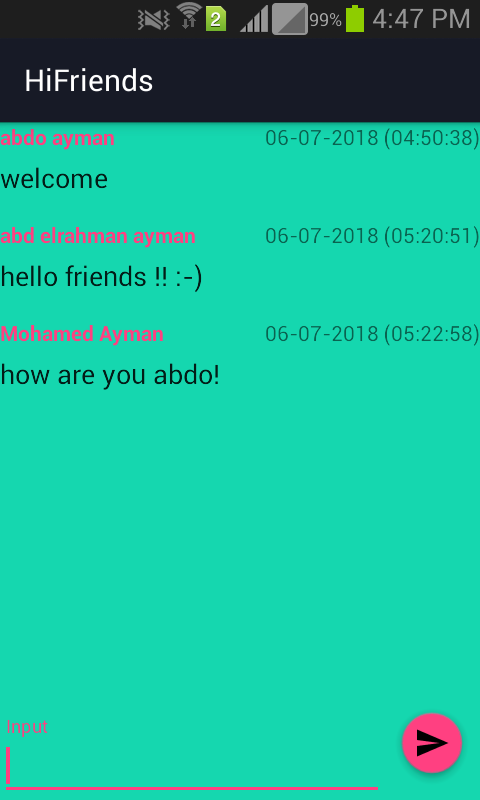 2 99% 4:47 PM
HiFriends
abdo ayman 06-07-2018 (04:50:38)
welcome
abd elrahman ayman 06-07-2018 (05:20:51)
hello friends !! :-)
Mohamed Ayman 06-07-2018 (05:22:58)
how are you abdo!
Input